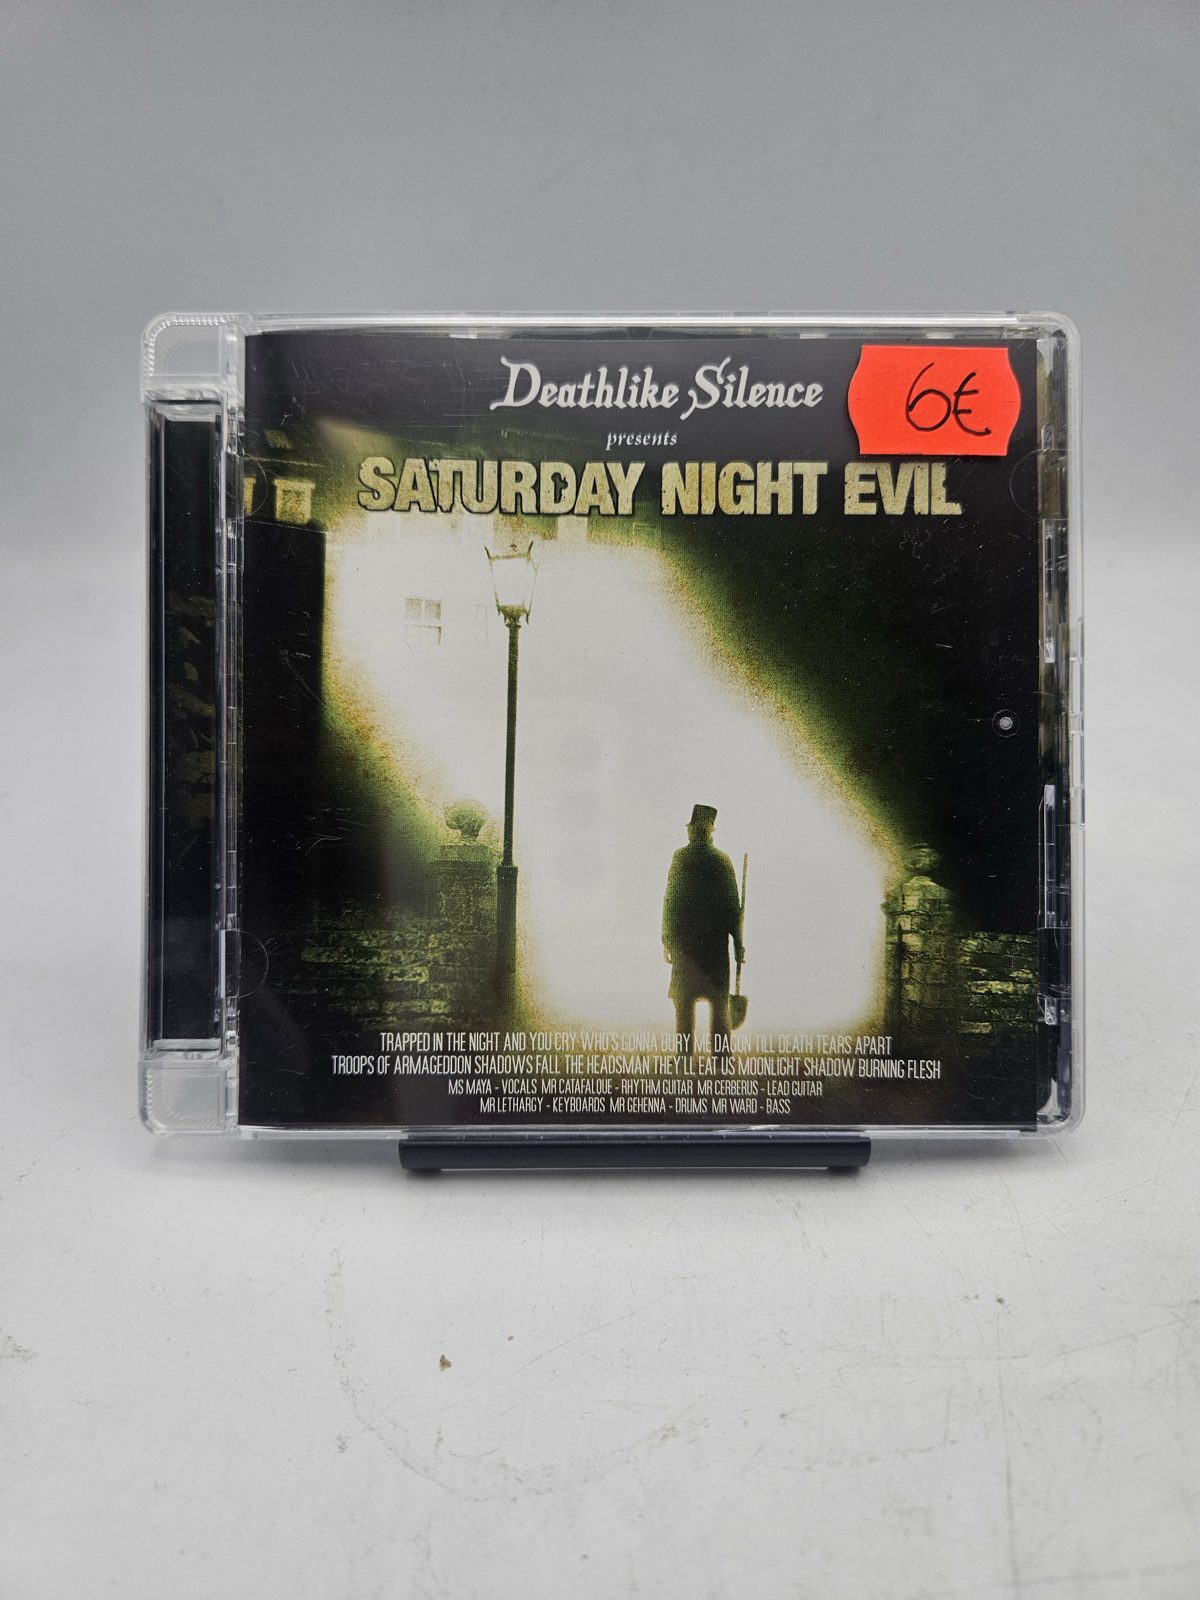 Deathlike Silence
6€
presents
SATURDAY NIGHT EVIL
TRAPPED IN THE NIGHT AND YOU CRY WHO'S GONNA BURY ME DAGON TILL DEATH TEARS APART
TROOPS OF ARMAGEDDON SHADOWS FALL THE HEADSMAN THEY'LL EAT US MOONLIGHT SHADOW BURNING FLESH
MS MAYA - VOCALS MR CATAFALQUE - RHYTHM GUITAR MR CERBERUS - LEAD GUITAR
MR LETHARGY - KEYBOARDS MR GEHENNA - DRUMS MR WARD - BASS